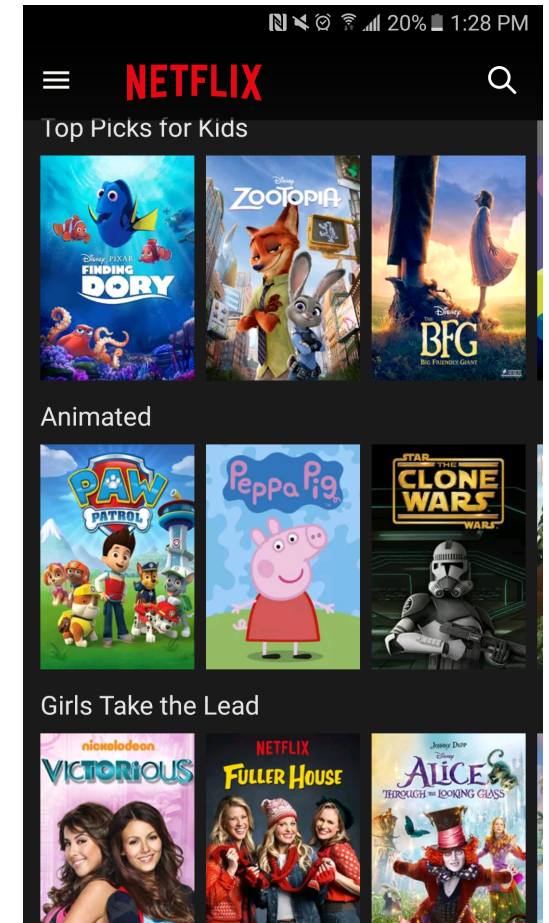 20% 1:28 PM
NETFLIX
Top Picks for Kids
Disney PIXAR
FINDING
DORY
Disney
ZOOTOPIA
Disney
THE
BFG
BIG FRIENDLY GIANT
Animated
PAW
PATROL
Peppa Pig
STAR
THE
CLONE
WARS
WARS
Girls Take the Lead
nickelodeon
VICTORiOUS
NETFLIX
FULLER HOUSE
JOHNNY DEPP
Disney
ALICE
THROUGH THE LOOKING GLASS